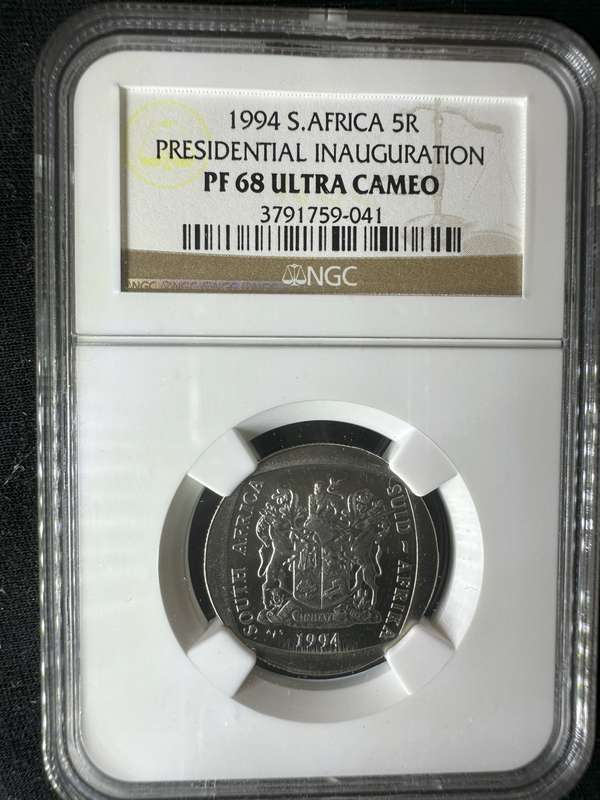 1994 S.AFRICA 5R
PRESIDENTIAL INAUGURATION
PF 68 ULTRA CAMEO
3791759-041
NGC
SOUTH AFRICA
SUID-AFRIKA
1994